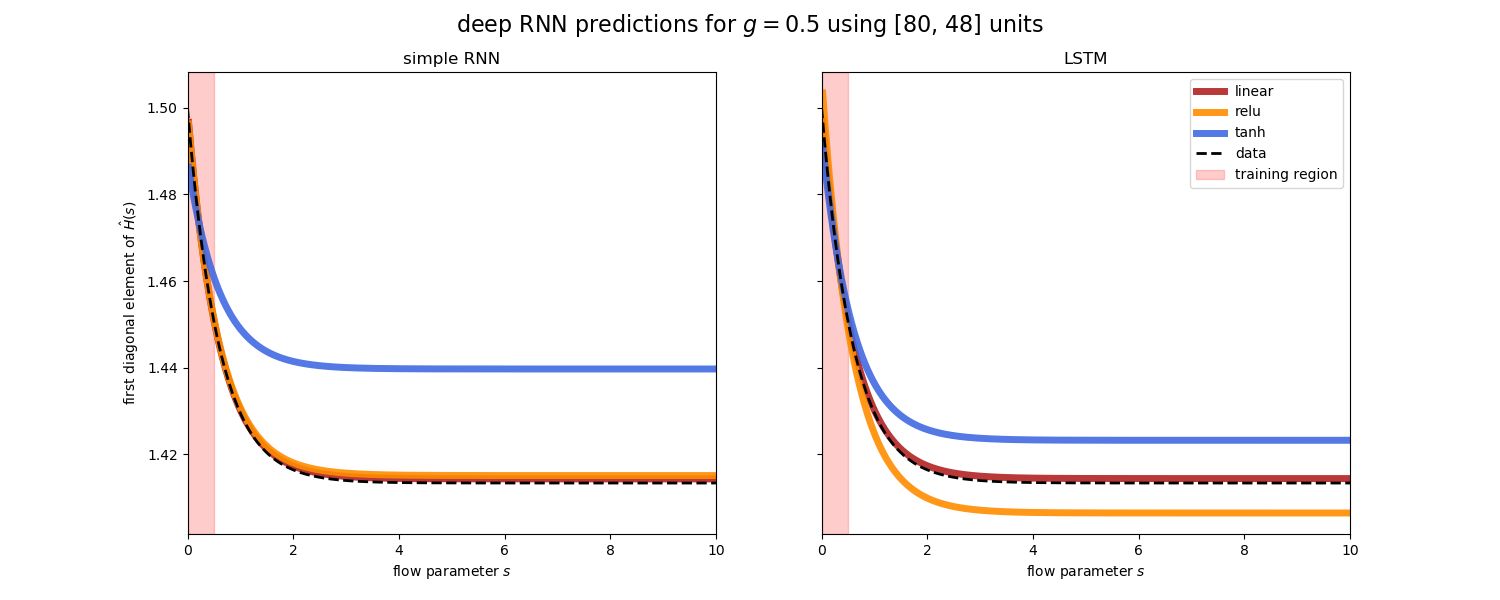 deep RNN predictions for g = 0.5 using [80, 48] units
simple RNN
first diagonal element of Ĥ(s)
1.50
1.48
1.46
1.44
1.42
0 2 4 6 8 10
flow parameter s
LSTM
linear
relu
tanh
data
training region
0 2 4 6 8 10
flow parameter s